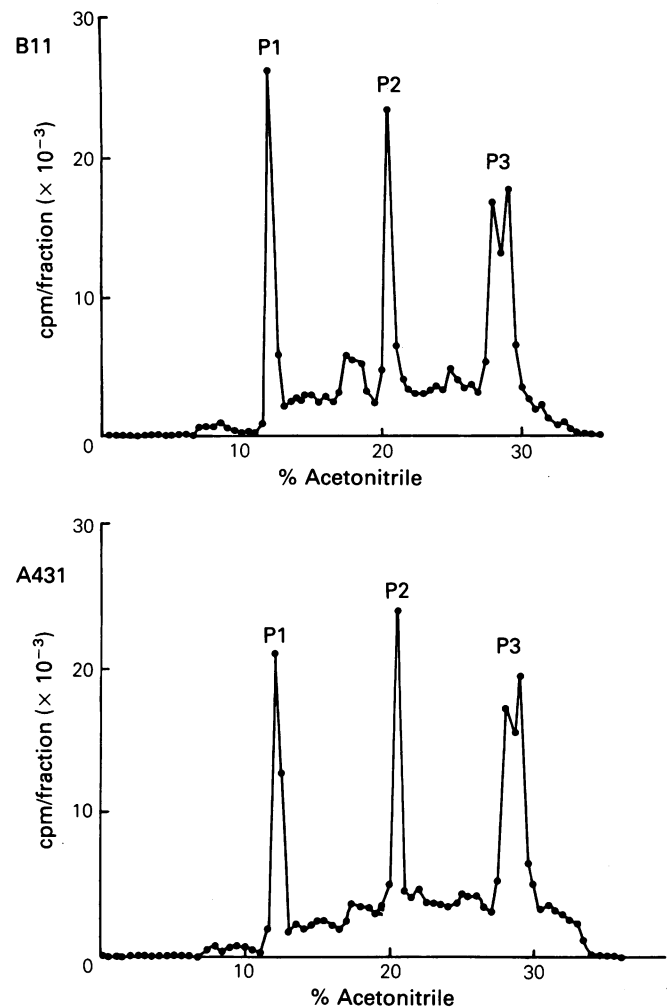 30
B11
P1
P2
P3
20
cpm/fraction (× 10⁻³)
10
0
10
20
30
% Acetonitrile
30
A431
P1
P2
P3
20
cpm/fraction (× 10⁻³)
10
0
10
20
30
% Acetonitrile